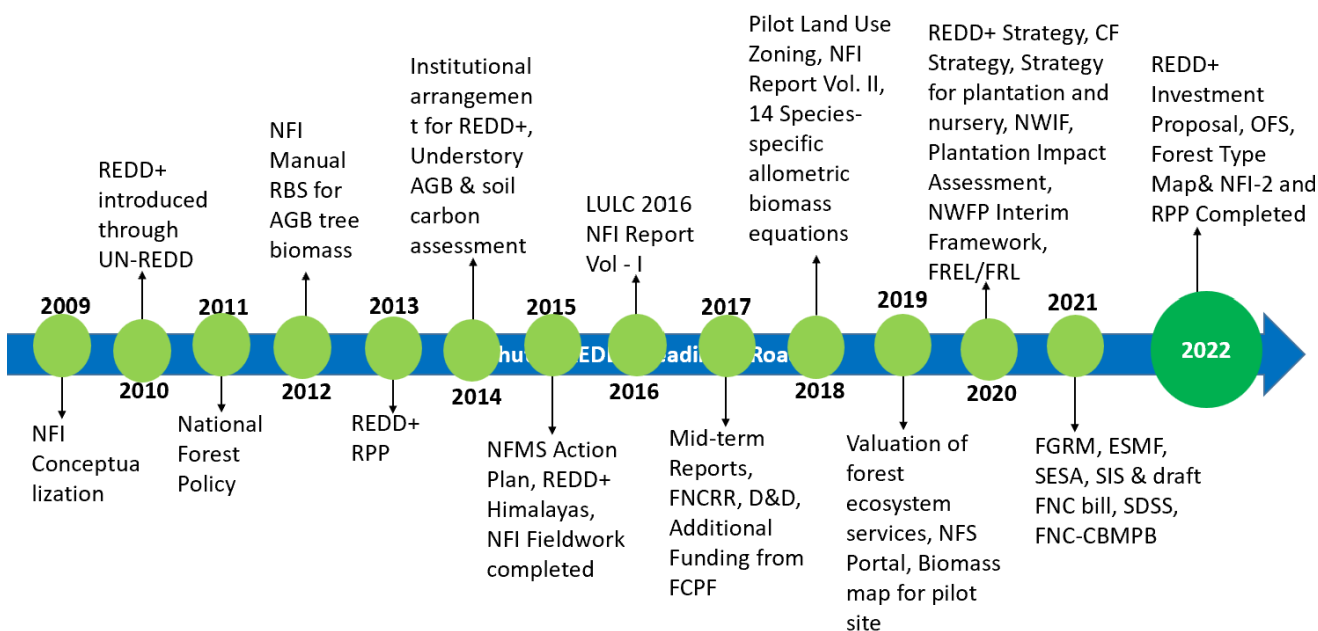 2009
NFI
Conceptua
lization
REDD+
introduced
through
UN-REDD
2010
2011
National
Forest
Policy
NFI
Manual
RBS for
AGB tree
biomass
2012
2013
REDD+
RPP
Institutional
arrangemen
t for REDD+,
Understory
AGB & soil
carbon
assessment
2014
2015
NFMS Action
Plan, REDD+
Himalayas,
NFI Fieldwork
completed
LULC 2016
NFI Report
Vol - I
2016
2017
Mid-term
Reports,
FNCRR, D&D,
Additional
Funding from
FCPF
Pilot Land Use
Zoning, NFI
Report Vol. II,
14 Species-
specific
allometric
biomass
equations
2018
2019
Valuation of
forest
ecosystem
services, NFS
Portal, Biomass
map for pilot
site
REDD+ Strategy, CF
Strategy, Strategy
for plantation and
nursery, NWIF,
Plantation Impact
Assessment,
NWFP Interim
Framework,
FREL/FRL
2020
2021
FGRM, ESMF,
SESA, SIS & draft
FNC bill, SDSS,
FNC-CBMPB
REDD+
Investment
Proposal, OFS,
Forest Type
Map& NFI-2 and
RPP Completed
2022